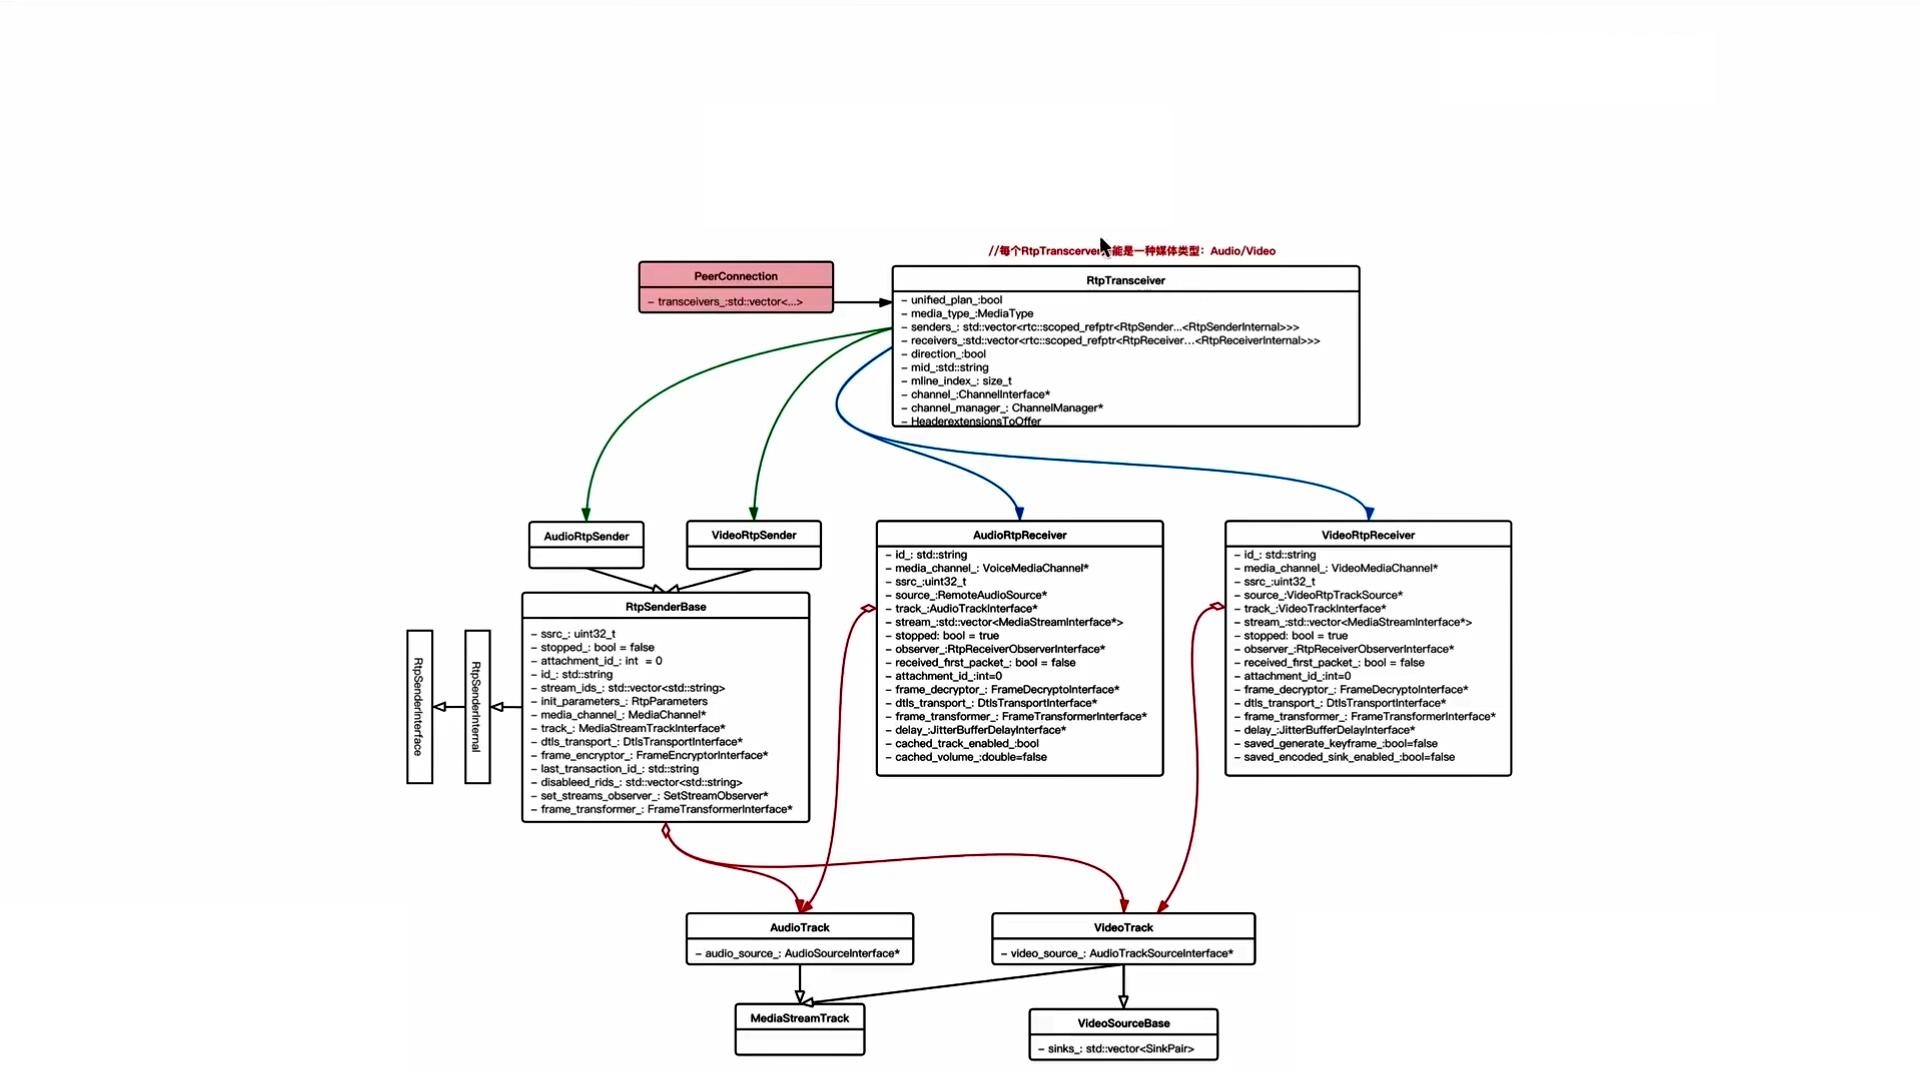 //每个RtpTranscerver能是一种媒体类型：Audio/Video
PeerConnection
– transceivers_:std::vector<...>
RtpTransceiver
– unified_plan_:bool
– media_type_:MediaType
– senders_: std::vector<rtc::scoped_refptr<RtpSender...<RtpSenderInternal>>>
– receivers_:std::vector<rtc::scoped_refptr<RtpReceiver...<RtpReceiverInternal>>>
– direction_:bool
– mid_:std::string
– mline_index_: size_t
– channel_:ChannelInterface*
– channel_manager_: ChannelManager*
– HeaderextensionsToOffer
AudioRtpSender
VideoRtpSender
RtpSenderBase
– ssrc_: uint32_t
– stopped_: bool = false
– attachment_id_: int = 0
– id_: std::string
– stream_ids_: std::vector<std::string>
– init_parameters_: RtpParameters
– media_channel_: MediaChannel*
– track_: MediaStreamTrackInterface*
– dtls_transport_: DtlsTransportInterface*
– frame_encryptor_: FrameEncryptorInterface*
– last_transaction_id_: std::string
– disableed_rids_: std::vector<std::string>
– set_streams_observer_: SetStreamObserver*
– frame_transformer_: FrameTransformerInterface*
RtpSenderInterface
RtpSenderInternal
AudioRtpReceiver
– id_: std::string
– media_channel_: VoiceMediaChannel*
– ssrc_:uint32_t
– source_:RemoteAudioSource*
– track_:AudioTrackInterface*
– stream_:std::vector<MediaStreamInterface*>
– stopped: bool = true
– observer_:RtpReceiverObserverInterface*
– received_first_packet_: bool = false
– attachment_id_:int=0
– frame_decryptor_: FrameDecryptoInterface*
– dtls_transport_: DtlsTransportInterface*
– frame_transformer_: FrameTransformerInterface*
– delay_:JitterBufferDelayInterface*
– cached_track_enabled_:bool
– cached_volume_:double=false
VideoRtpReceiver
– id_: std::string
– media_channel_: VideoMediaChannel*
– ssrc_:uint32_t
– source_:VideoRtpTrackSource*
– track_:VideoTrackInterface*
– stream_:std::vector<MediaStreamInterface*>
– stopped: bool = true
– observer_:RtpReceiverObserverInterface*
– received_first_packet_: bool = false
– attachment_id_:int=0
– frame_decryptor_: FrameDecryptoInterface*
– dtls_transport_: DtlsTransportInterface*
– frame_transformer_: FrameTransformerInterface*
– delay_:JitterBufferDelayInterface*
– saved_generate_keyframe_:bool=false
– saved_encoded_sink_enabled_:bool=false
AudioTrack
– audio_source_: AudioSourceInterface*
VideoTrack
– video_source_: AudioTrackSourceInterface*
MediaStreamTrack
VideoSourceBase
– sinks_: std::vector<SinkPair>